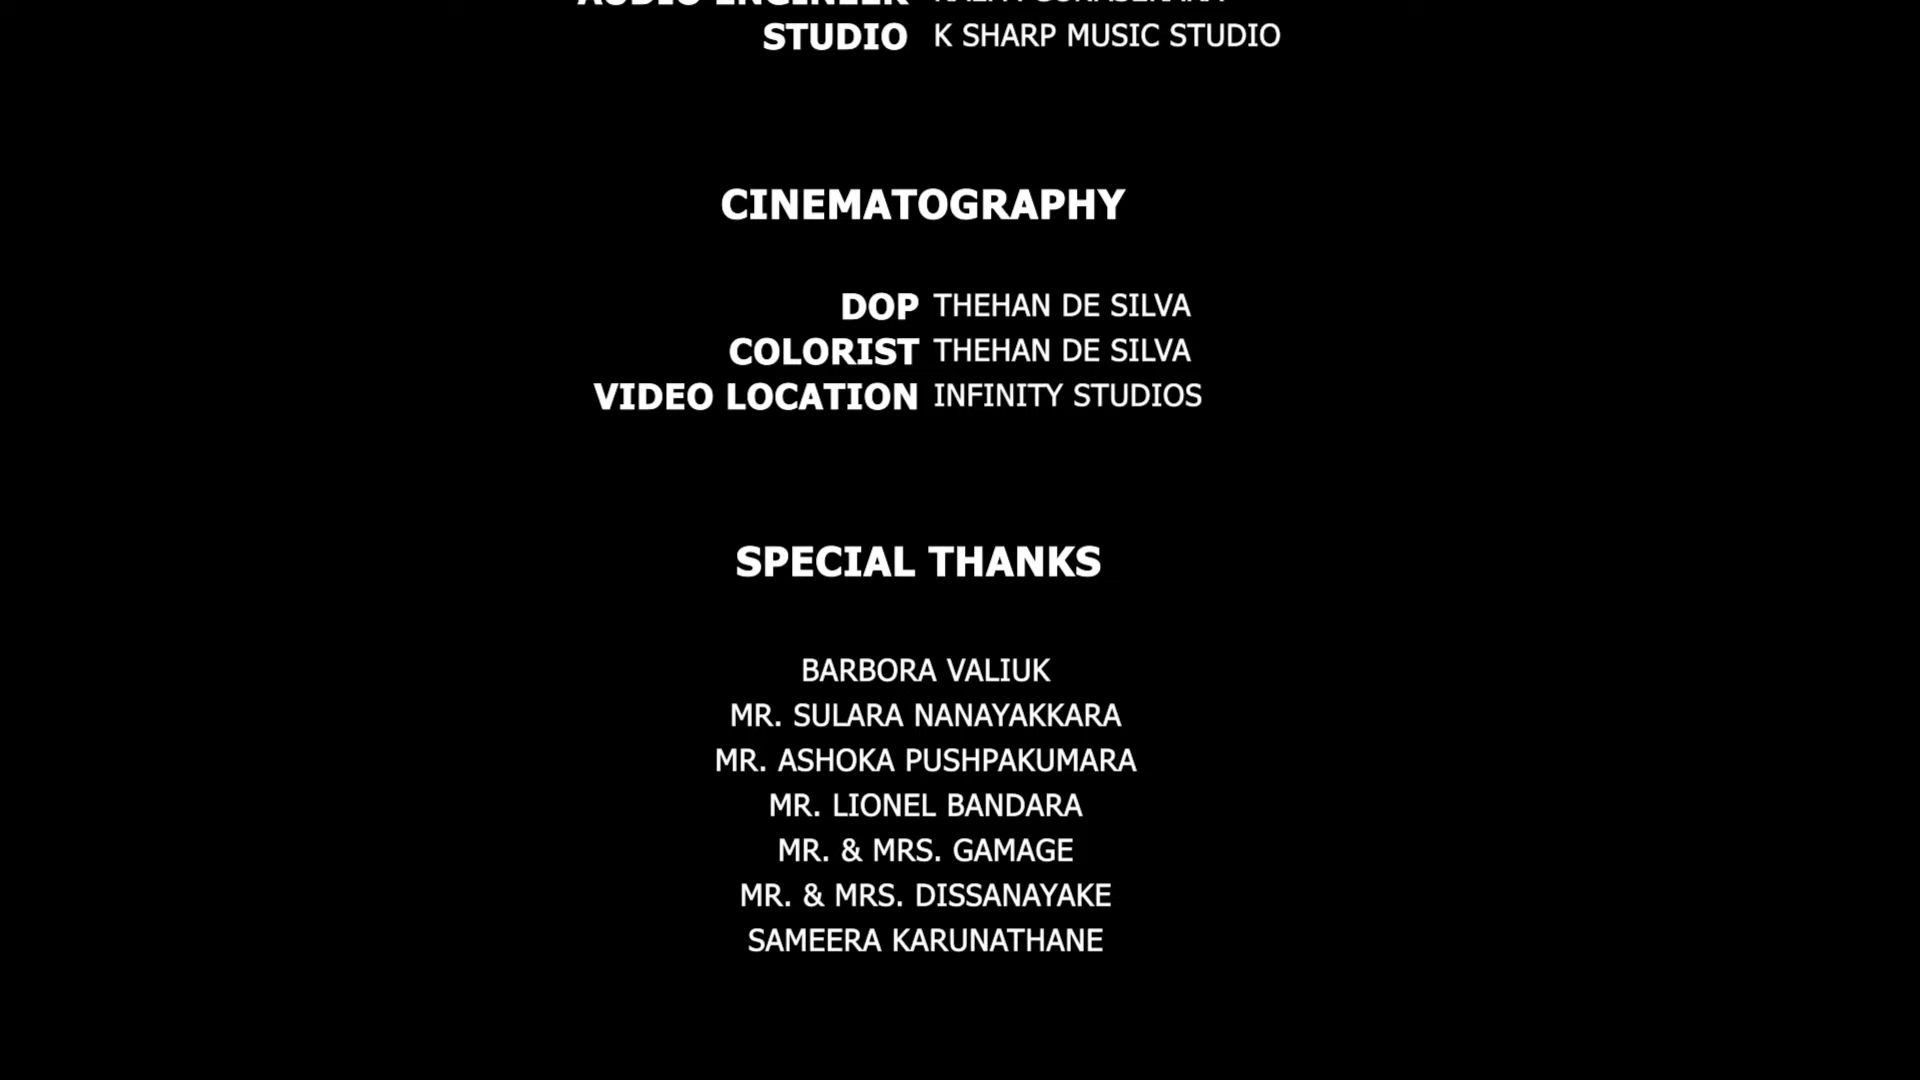 AUDIO ENGINEER
STUDIO K SHARP MUSIC STUDIO
CINEMATOGRAPHY
DOP THEHAN DE SILVA
COLORIST THEHAN DE SILVA
VIDEO LOCATION INFINITY STUDIOS
SPECIAL THANKS
BARBORA VALIUK
MR. SULARA NANAYAKKARA
MR. ASHOKA PUSHPAKUMARA
MR. LIONEL BANDARA
MR. & MRS. GAMAGE
MR. & MRS. DISSANAYAKE
SAMEERA KARUNATHANE